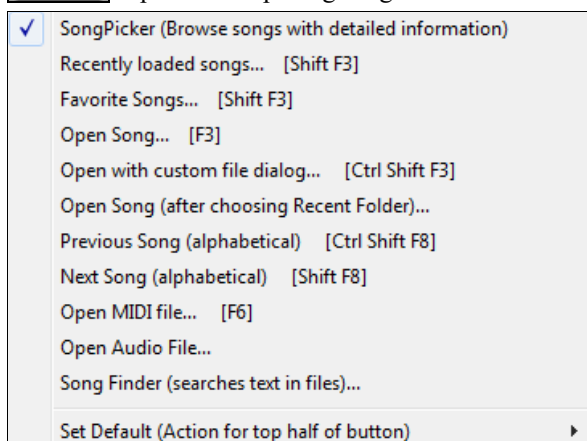 SongPicker (Browse songs with detailed information)
Recently loaded songs... [Shift F3]
Favorite Songs... [Shift F3]
Open Song... [F3]
Open with custom file dialog... [Ctrl Shift F3]
Open Song (after choosing Recent Folder)...
Previous Song (alphabetical) [Ctrl Shift F8]
Next Song (alphabetical) [Shift F8]
Open MIDI file... [F6]
Open Audio File...
Song Finder (searches text in files)...
Set Default (Action for top half of button)